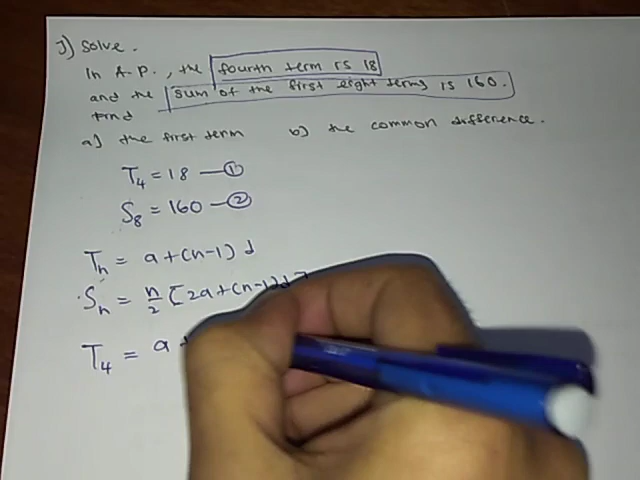 J) Solve.
In A.P., the fourth term is 18
and the sum of the first eight terms is 160.
Find
a) the first term b) the common difference.
T₄ = 18 — ①
S₈ = 160 — ②
Tₙ = a + (n-1) d
Sₙ = n/2 [2a + (n-1)d]
T₄ = a +